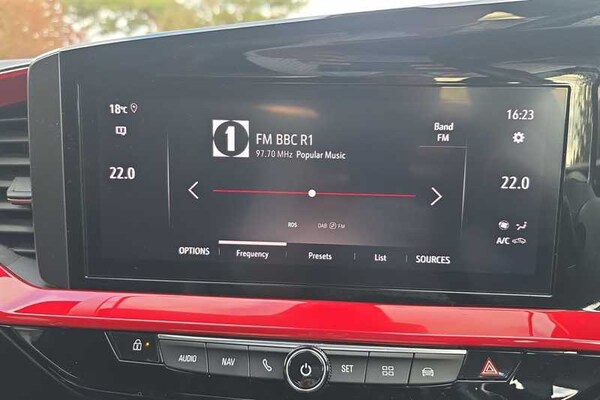 18°C
16:23
1
FM BBC R1
97.70 MHz Popular Music
Band
FM
22.0
22.0
RDS
DAB FM
A/C
OPTIONS
Frequency
Presets
List
SOURCES
AUDIO
NAV
SET